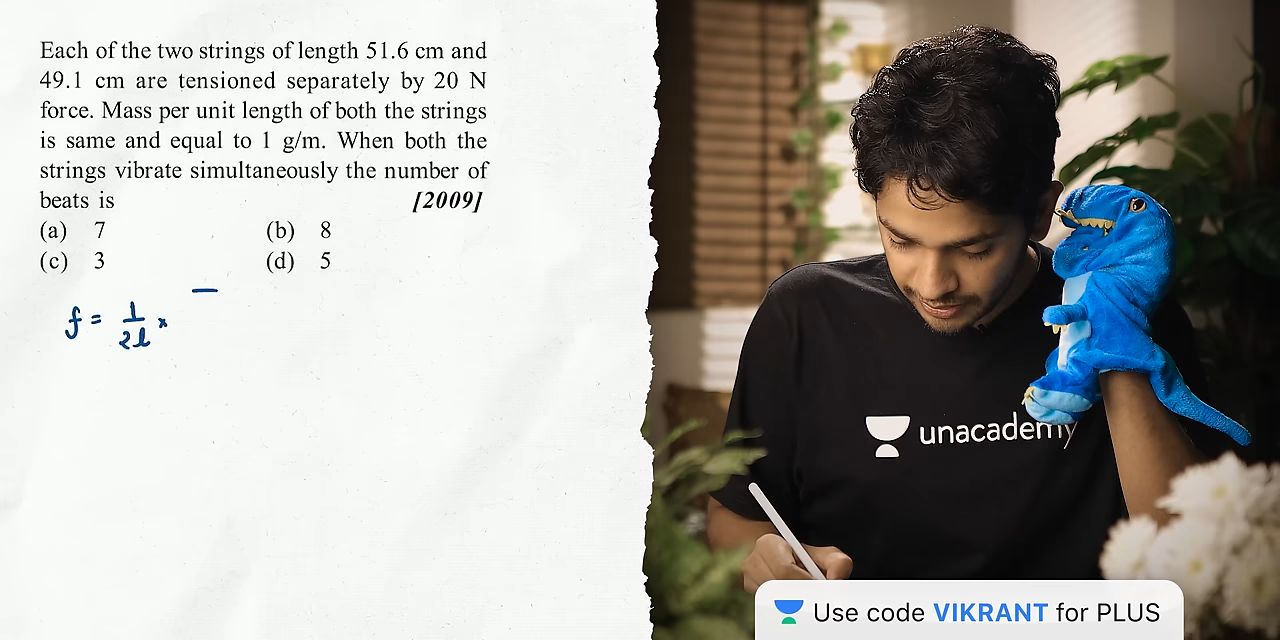 Each of the two strings of length 51.6 cm and
49.1 cm are tensioned separately by 20 N
force. Mass per unit length of both the strings
is same and equal to 1 g/m. When both the
strings vibrate simultaneously the number of
beats is [2009]
(a) 7 (b) 8
(c) 3 (d) 5
f = 1/2l ×
unacademy
Use code VIKRANT for PLUS